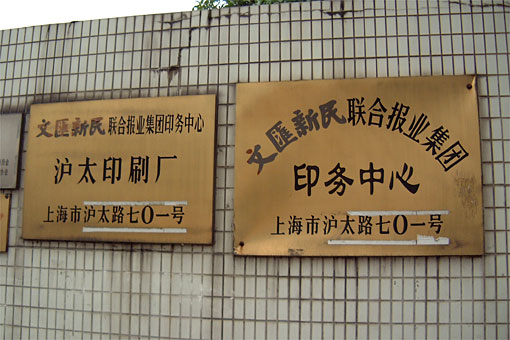 文匯新民联合报业集团印务中心
沪太印刷厂
上海市沪太路七〇一号
文匯新民联合报业集团
印务中心
上海市沪太路七〇一号